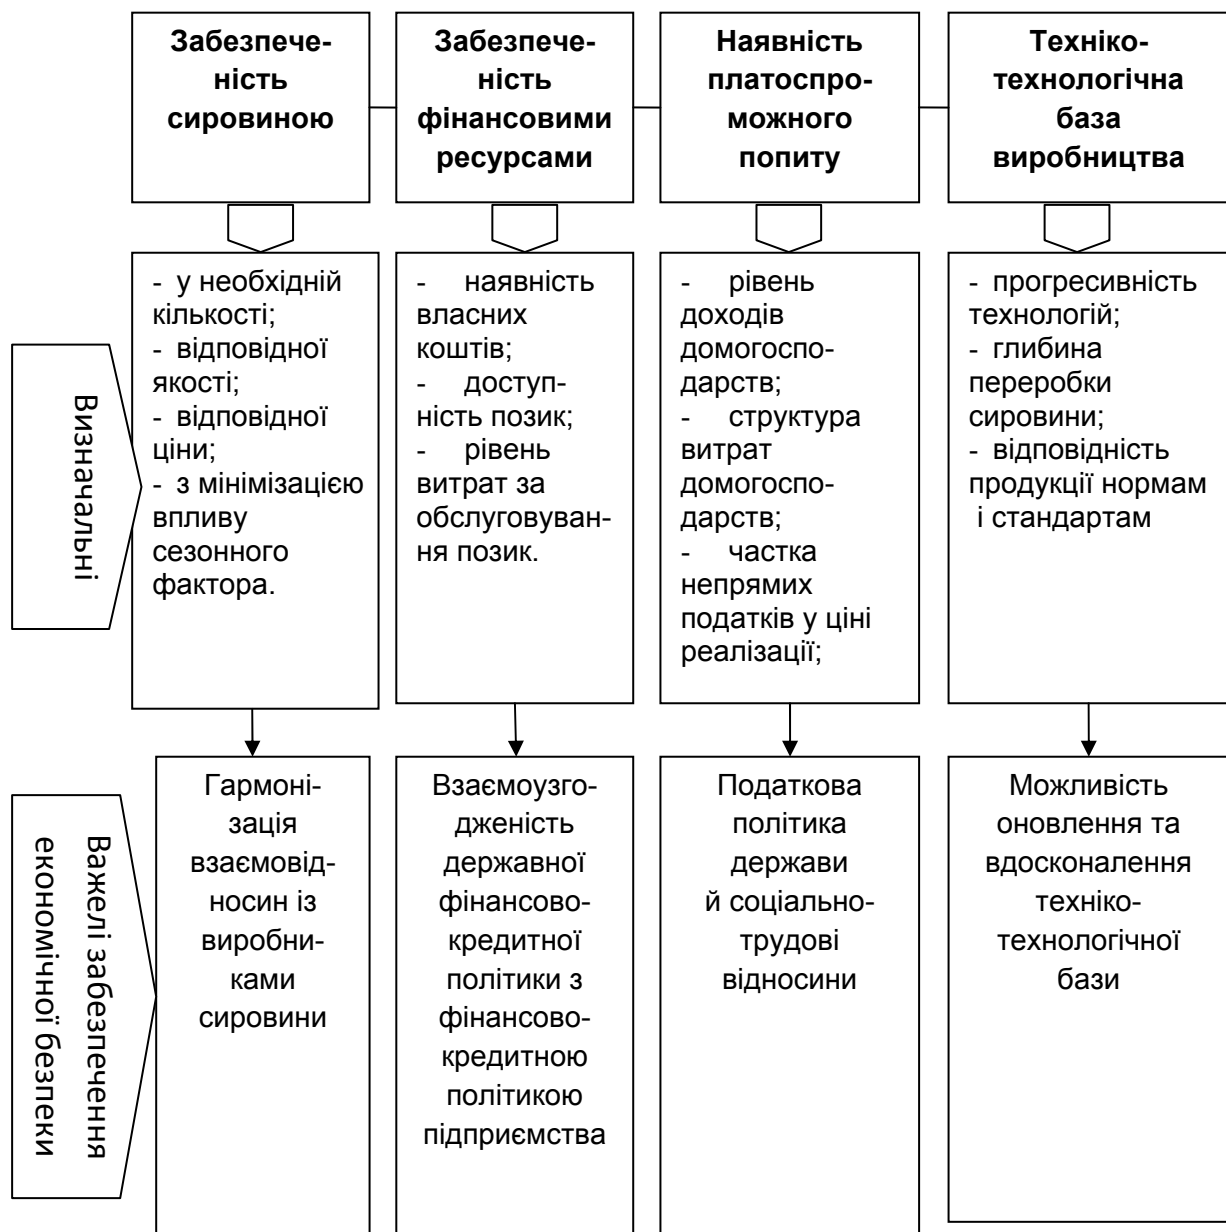 Забезпече-
ність
сировиною
Забезпече-
ність
фінансовими
ресурсами
Наявність
платоспро-
можного
попиту
Техніко-
технологічна
база
виробництва
Визначальні
- у необхідній
кількості;
- відповідної
якості;
- відповідної
ціни;
- з мінімізацією
впливу
сезонного
фактора.
- наявність
власних
коштів;
- доступ-
ність позик;
- рівень
витрат за
обслуговуван-
ня позик.
- рівень
доходів
домогоспо-
дарств;
- структура
витрат
домогоспо-
дарств;
- частка
непрямих
податків у ціні
реалізації;
- прогресивність
технологій;
- глибина
переробки
сировини;
- відповідність
продукції нормам
і стандартам
Важелі забезпечення
економічної безпеки
Гармоні-
зація
взаємовід-
носин із
виробни-
ками
сировини
Взаємоузго-
дженість
державної
фінансово-
кредитної
політики з
фінансово-
кредитною
політикою
підприємства
Податкова
політика
держави
й соціально-
трудові
відносини
Можливість
оновлення та
вдосконалення
техніко-
технологічної
бази